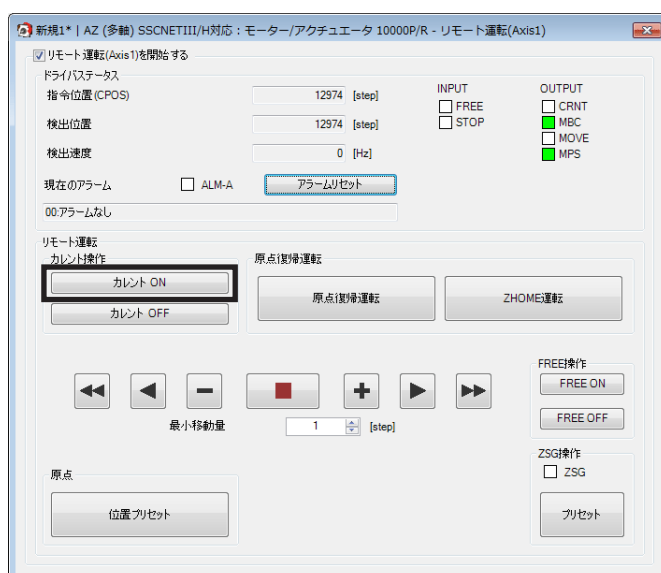 新規1* | AZ (多軸) SSCNETIII/H対応：モーター/アクチュエータ 10000P/R - リモート運転(Axis1)
リモート運転(Axis1)を開始する
ドライバステータス
指令位置(CPOS) 12974 [step]
INPUT OUTPUT
FREE CRNT
検出位置 12974 [step] STOP MBC
MOVE
検出速度 0 [Hz] MPS
現在のアラーム ALM-A アラームリセット
00:アラームなし
リモート運転
カレント操作 原点復帰運転
カレント ON
原点復帰運転 ZHOME運転
カレント OFF
FREE操作
FREE ON
最小移動量 1 [step] FREE OFF
ZSG操作
原点 ZSG
位置プリセット プリセット